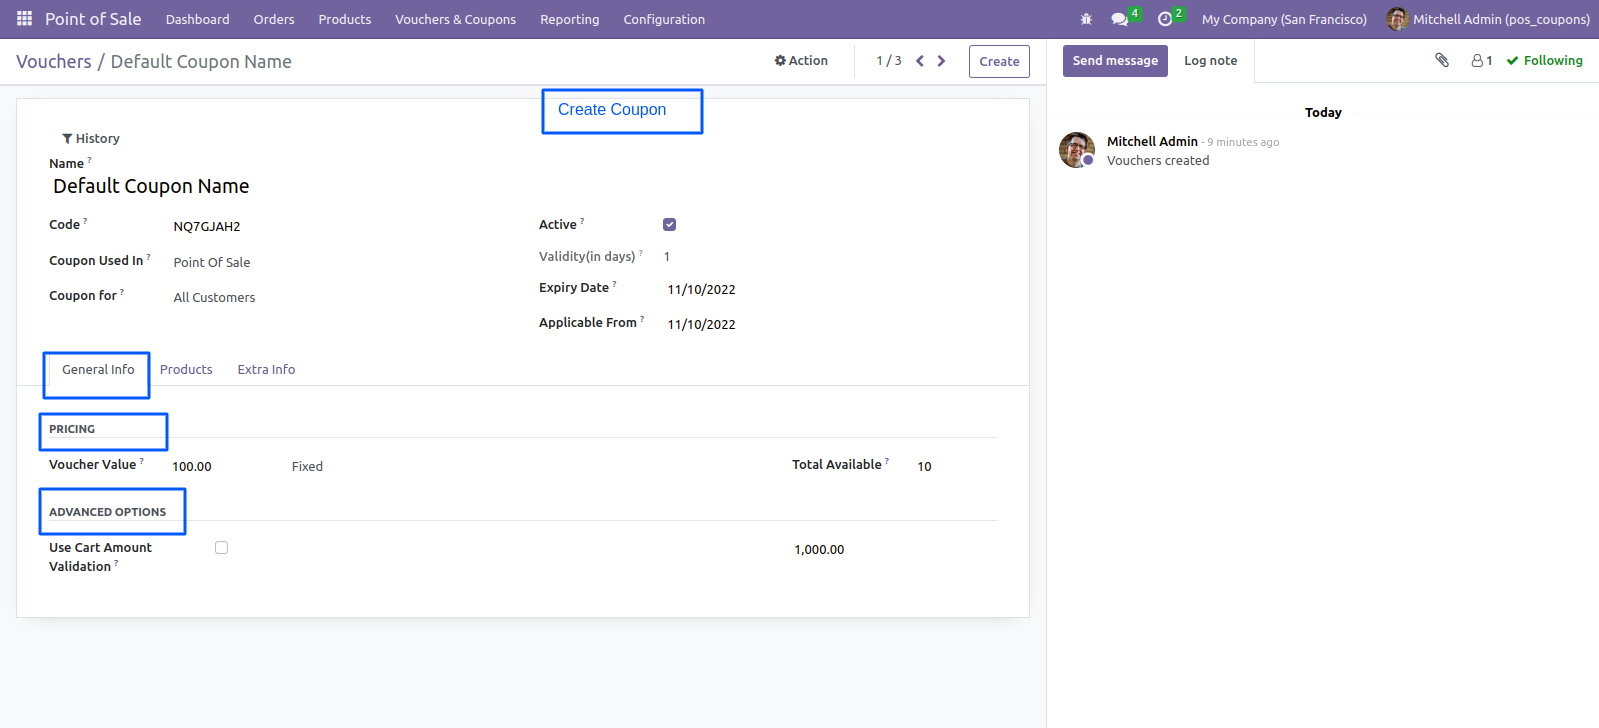 Point of Sale Dashboard Orders Products Vouchers & Coupons Reporting Configuration 4 2 My Company (San Francisco) Mitchell Admin (pos_coupons)
Vouchers / Default Coupon Name Action 1 / 3 Create Send message Log note 1 Following
Create Coupon
Today
History
Mitchell Admin - 9 minutes ago
Vouchers created
Name ?
Default Coupon Name
Code ? NQ7GJAH2 Active ?
Coupon Used In ? Point Of Sale Validity(in days) ? 1
Coupon for ? All Customers Expiry Date ? 11/10/2022
Applicable From ? 11/10/2022
General Info Products Extra Info
PRICING
Voucher Value ? 100.00 Fixed Total Available ? 10
ADVANCED OPTIONS
Use Cart Amount
Validation ? 1,000.00